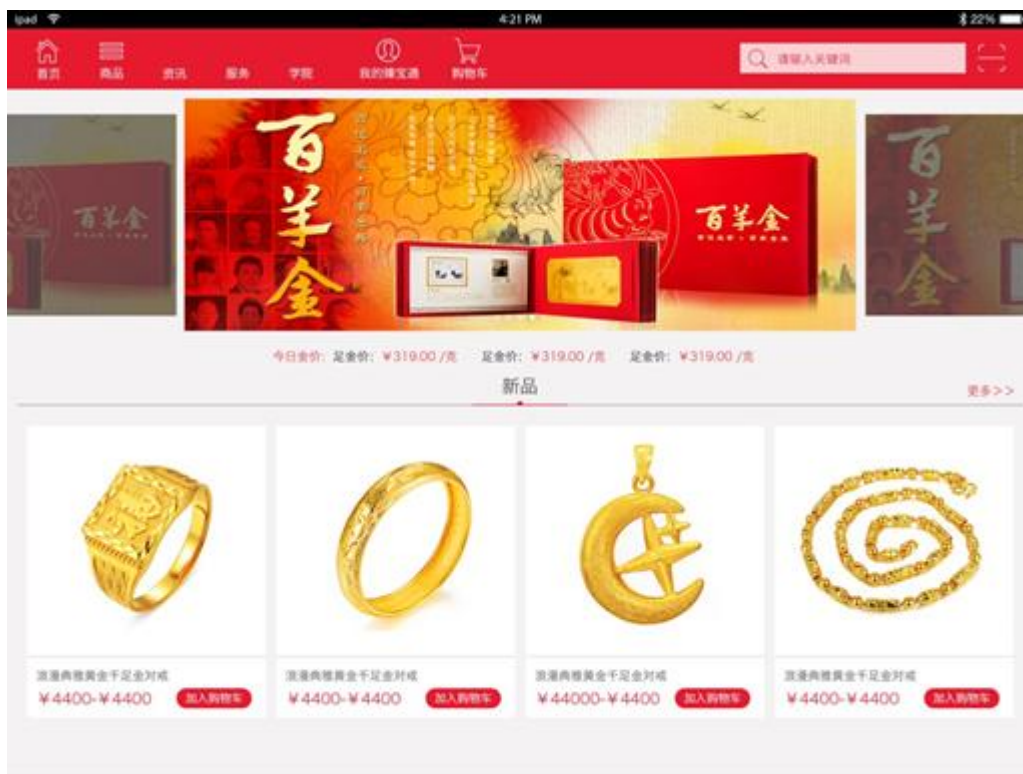 ipad 4:21 PM 22%
首页 商品 资讯 服务 学院 我的臻宝通 购物车 请输入关键词
百羊金
百羊金
百羊金
百羊金
今日金价: 足金价: ￥319.00 /克 足金价: ￥319.00 /克 足金价: ￥319.00 /克
新品
更多>>
浪漫典雅黄金千足金对戒 浪漫典雅黄金千足金对戒 浪漫典雅黄金千足金对戒 浪漫典雅黄金千足金对戒
￥4400-￥4400 加入购物车 ￥4400-￥4400 加入购物车 ￥44000-￥4400 加入购物车 ￥4400-￥4400 加入购物车